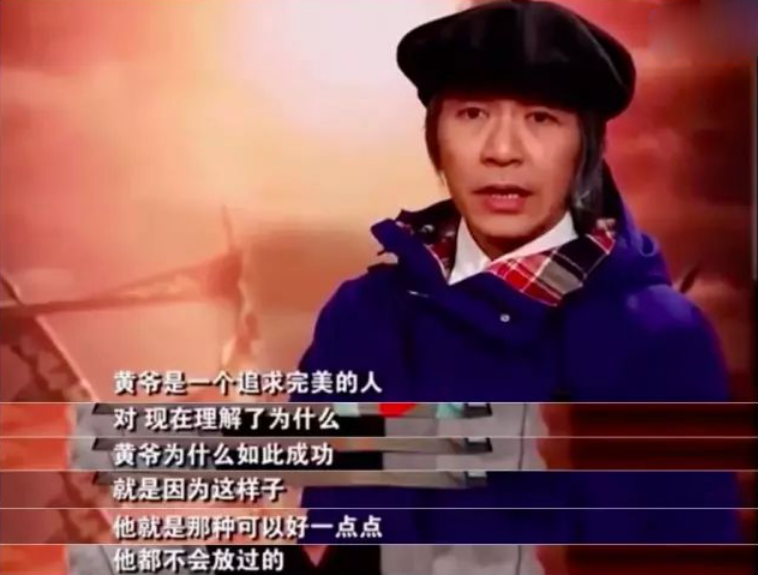 黄爷是一个追求完美的人
对 现在理解了为什么
黄爷为什么如此成功
就是因为这样子
他就是那种可以好一点点
他都不会放过的